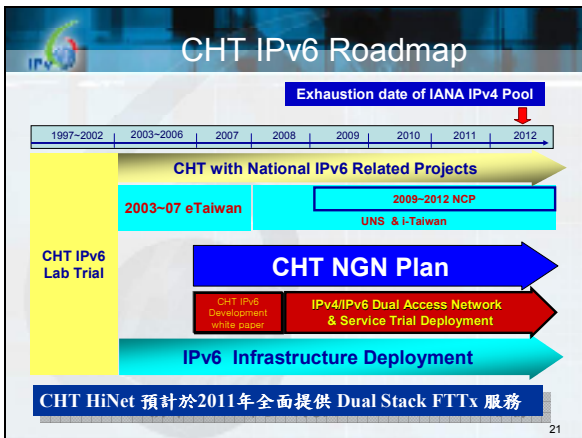 IPv6
CHT IPv6 Roadmap
Exhaustion date of IANA IPv4 Pool
1997~2002 2003~2006 2007 2008 2009 2010 2011 2012
CHT with National IPv6 Related Projects
2003~07 eTaiwan
2009~2012 NCP
UNS & i-Taiwan
CHT IPv6
Lab Trial
CHT NGN Plan
CHT IPv6
Development
white paper
IPv4/IPv6 Dual Access Network
& Service Trial Deployment
IPv6 Infrastructure Deployment
CHT HiNet 預計於2011年全面提供 Dual Stack FTTx 服務
21